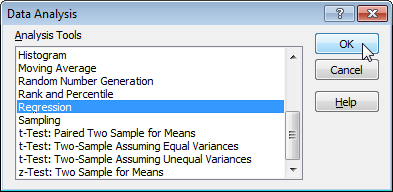 Data Analysis
Analysis Tools
Histogram
Moving Average
Random Number Generation
Rank and Percentile
Regression
Sampling
t-Test: Paired Two Sample for Means
t-Test: Two-Sample Assuming Equal Variances
t-Test: Two-Sample Assuming Unequal Variances
z-Test: Two Sample for Means
OK
Cancel
Help